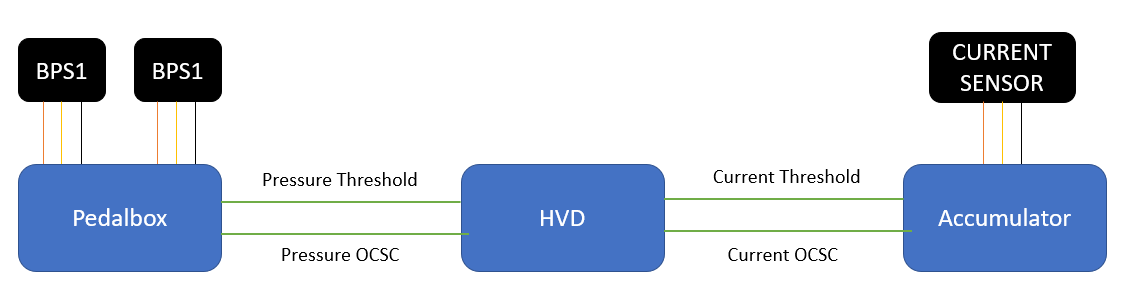 BPS1
BPS1
CURRENT
SENSOR
Pressure Threshold
Current Threshold
Pedalbox
HVD
Accumulator
Pressure OCSC
Current OCSC